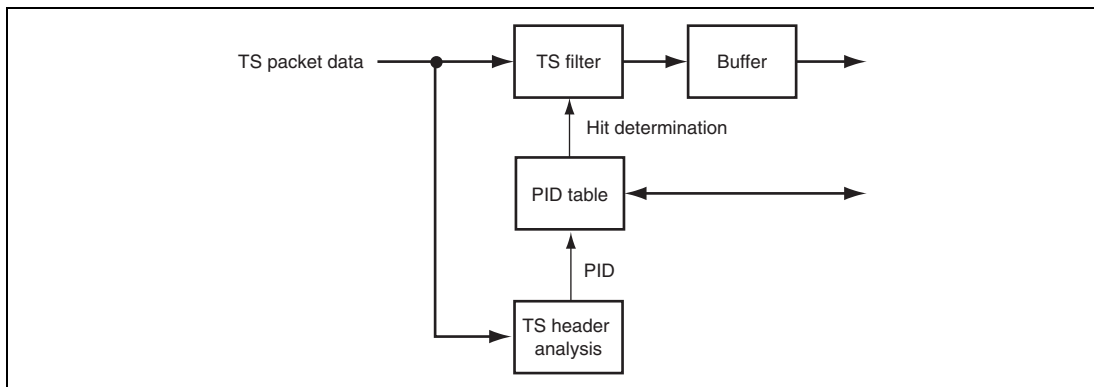 TS packet data
TS filter
Buffer
Hit determination
PID table
PID
TS header
analysis